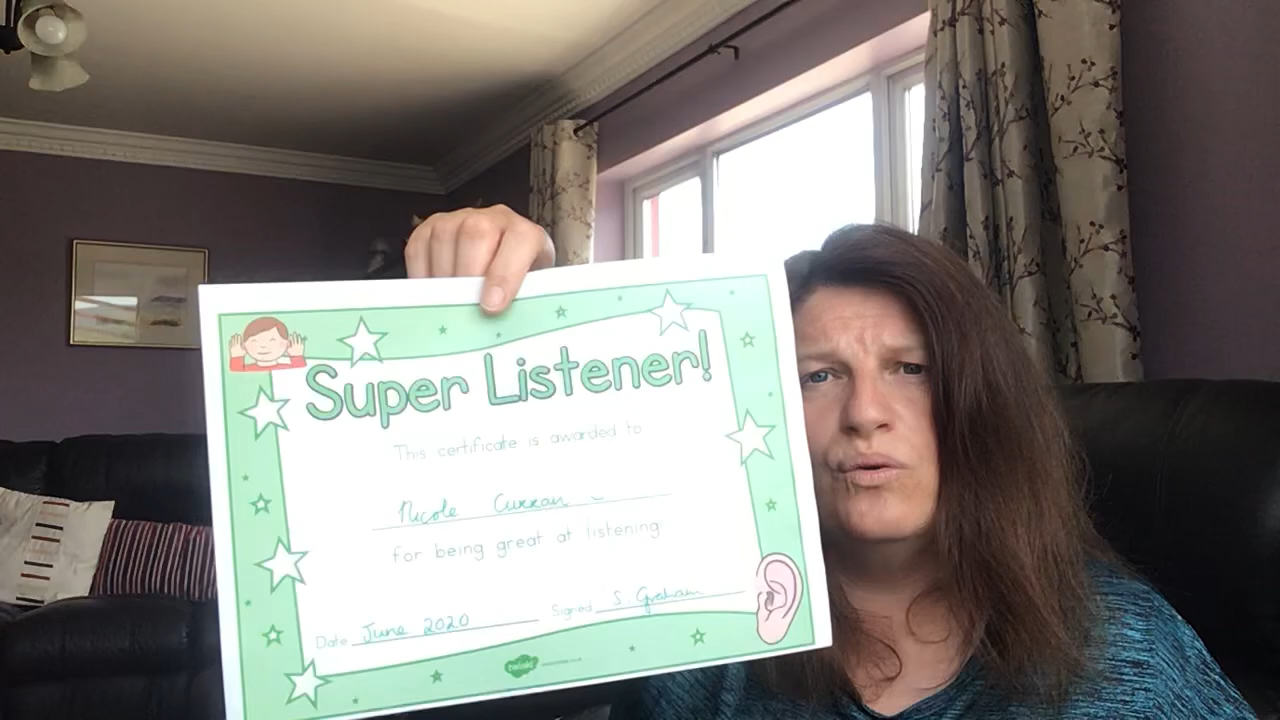 Super Listener!
This certificate is awarded to
Nicole Curran
for being great at listening
Date June 2020 Signed S. Graham
twinkl